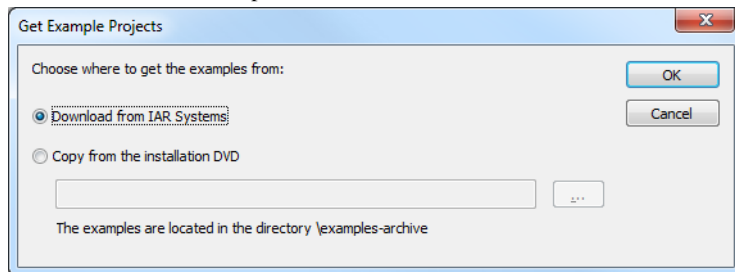 Get Example Projects
Choose where to get the examples from:
OK
Download from IAR Systems
Cancel
Copy from the installation DVD
...
The examples are located in the directory \examples-archive